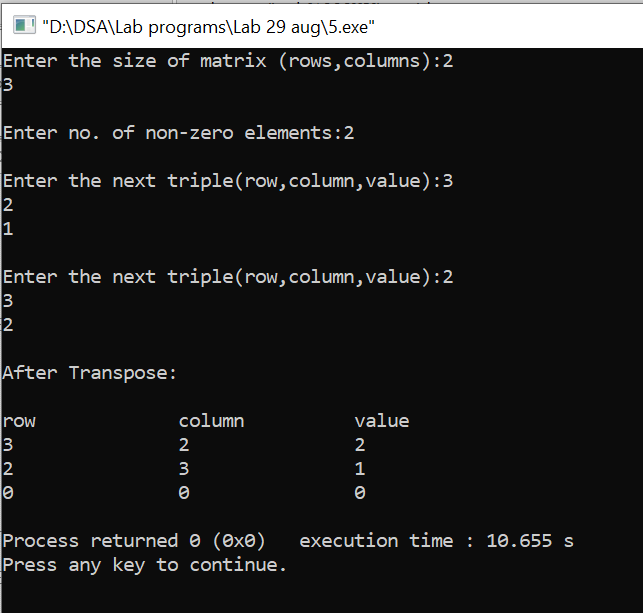 "D:\DSA\Lab programs\Lab 29 aug\5.exe"
Enter the size of matrix (rows,columns):2
3
Enter no. of non-zero elements:2
Enter the next triple(row,column,value):3
2
1
Enter the next triple(row,column,value):2
3
2
After Transpose:
row column value
3 2 2
2 3 1
0 0 0
Process returned 0 (0x0) execution time : 10.655 s
Press any key to continue.